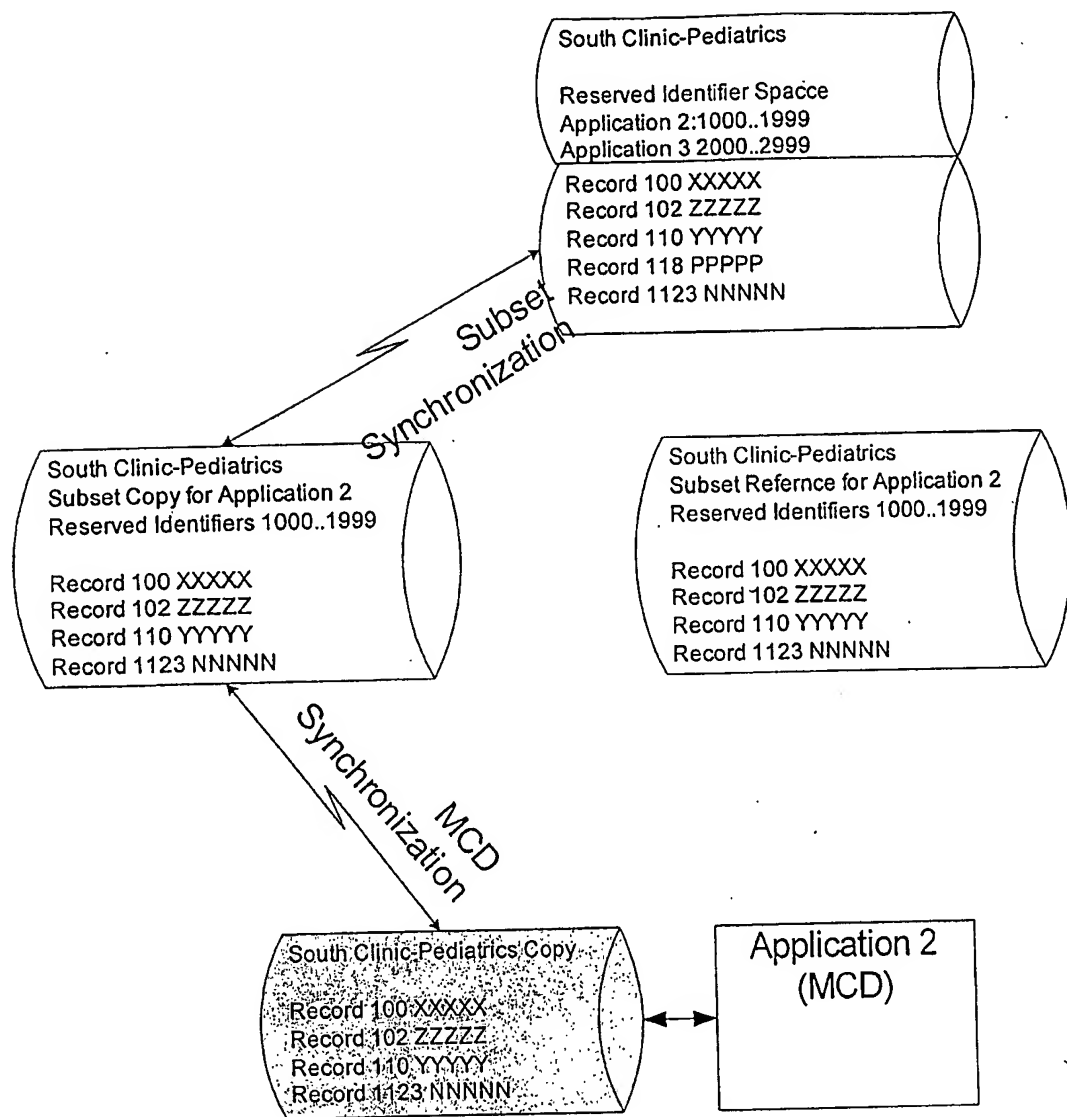 South Clinic-Pediatrics
Reserved Identifier Spacce
Application 2:1000..1999
Application 3 2000..2999
Record 100 XXXXX
Record 102 ZZZZZ
Record 110 YYYYY
Record 118 PPPPP
Record 1123 NNNNN
Subset
Synchronization
South Clinic-Pediatrics
Subset Copy for Application 2
Reserved Identifiers 1000..1999
Record 100 XXXXX
Record 102 ZZZZZ
Record 110 YYYYY
Record 1123 NNNNN
South Clinic-Pediatrics
Subset Refernce for Application 2
Reserved Identifiers 1000..1999
Record 100 XXXXX
Record 102 ZZZZZ
Record 110 YYYYY
Record 1123 NNNNN
MCD
Synchronization
South Clinic-Pediatrics Copy
Record 100 XXXXX
Record 102 ZZZZZ
Record 110 YYYYY
Record 1123 NNNNN
Application 2
(MCD)